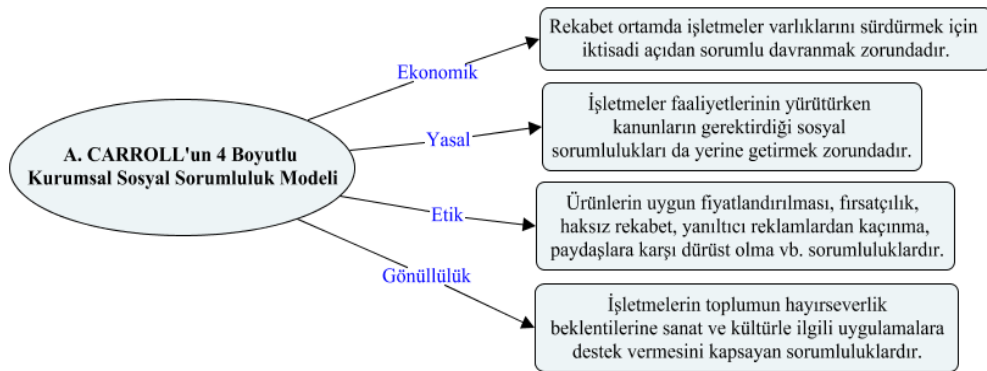 A. CARROLL'un 4 Boyutlu
Kurumsal Sosyal Sorumluluk Modeli
Ekonomik
Rekabet ortamda işletmeler varlıklarını sürdürmek için
iktisadi açıdan sorumlu davranmak zorundadır.
Yasal
İşletmeler faaliyetlerinin yürütürken
kanunların gerektirdiği sosyal
sorumlulukları da yerine getirmek zorundadır.
Etik
Ürünlerin uygun fiyatlandırılması, fırsatçılık,
haksız rekabet, yanıltıcı reklamlardan kaçınma,
paydaşlara karşı dürüst olma vb. sorumluluklardır.
Gönüllülük
İşletmelerin toplumun hayırseverlik
beklentilerine sanat ve kültürle ilgili uygulamalara
destek vermesini kapsayan sorumluluklardır.